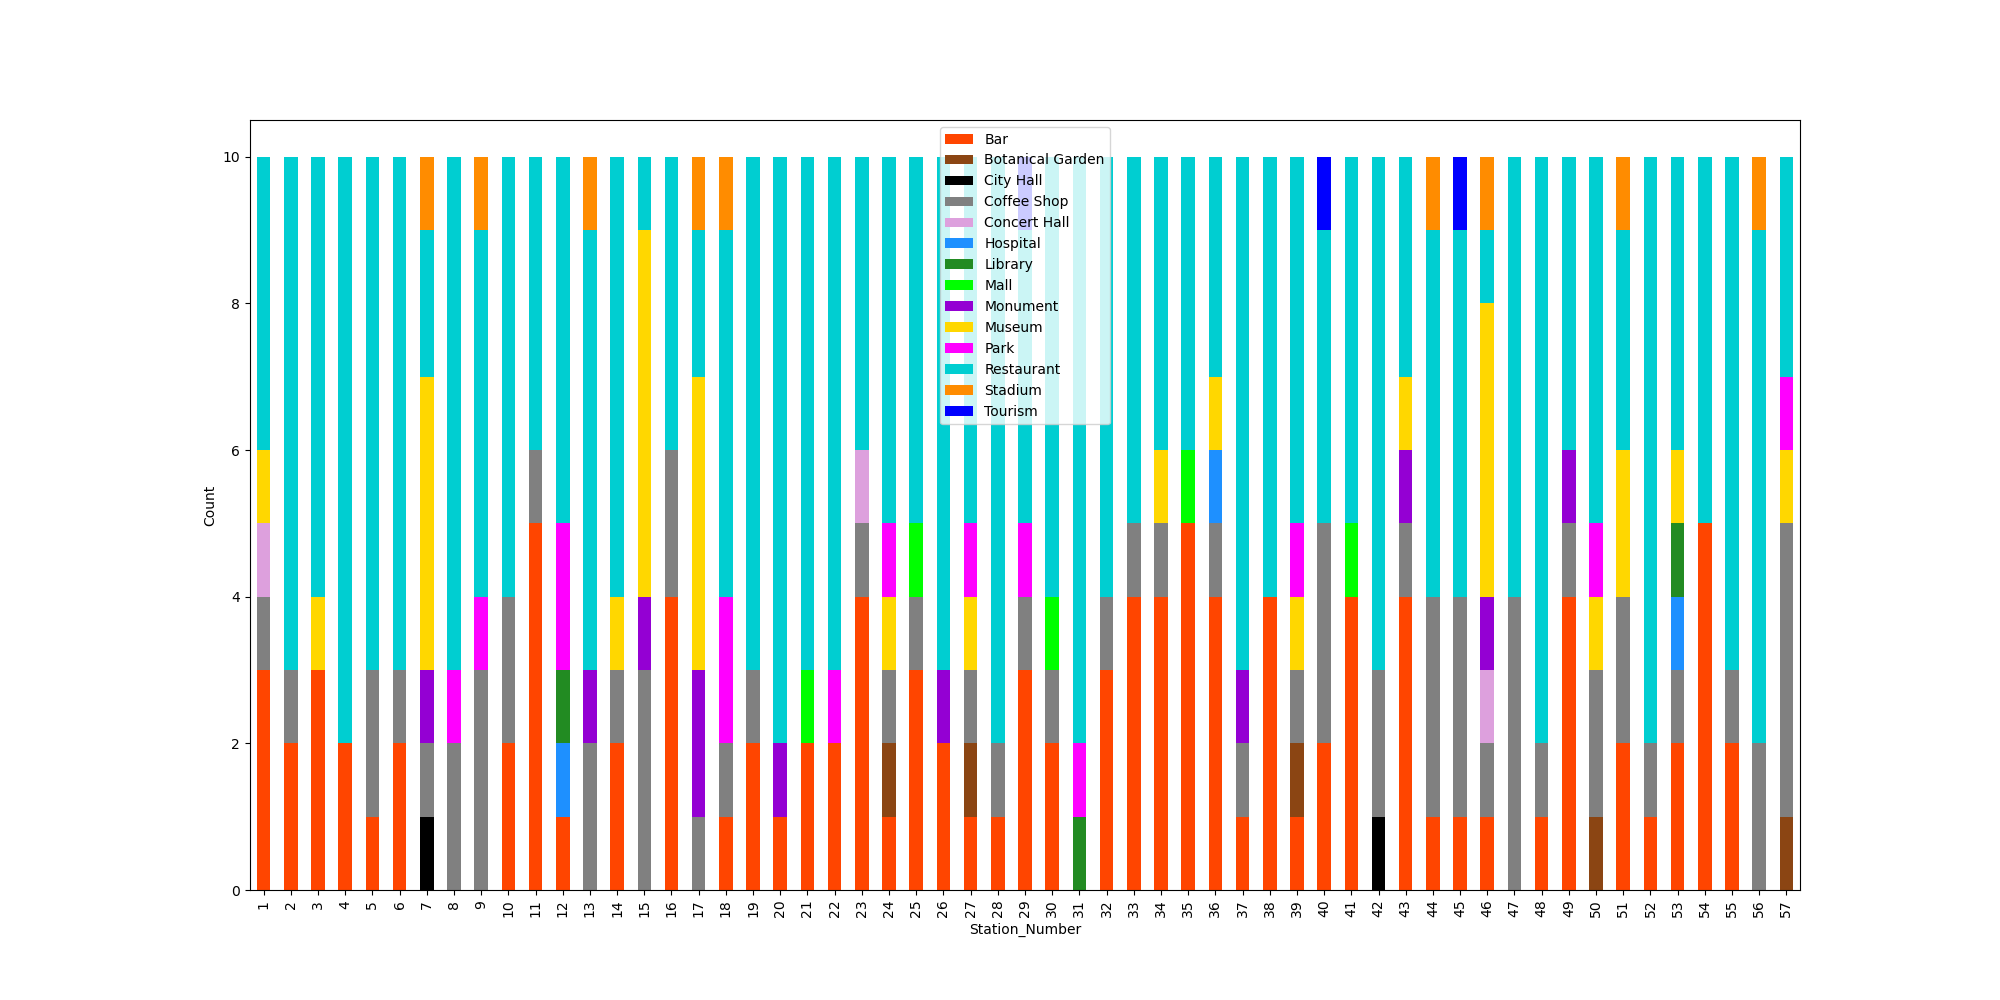 10
8
6
4
2
0
Count
Bar
Botanical Garden
City Hall
Coffee Shop
Concert Hall
Hospital
Library
Mall
Monument
Museum
Park
Restaurant
Stadium
Tourism
1 2 3 4 5 6 7 8 9 10 11 12 13 14 15 16 17 18 19 20 21 22 23 24 25 26 27 28 29 30 31 32 33 34 35 36 37 38 39 40 41 42 43 44 45 46 47 48 49 50 51 52 53 54 55 56 57
Station_Number